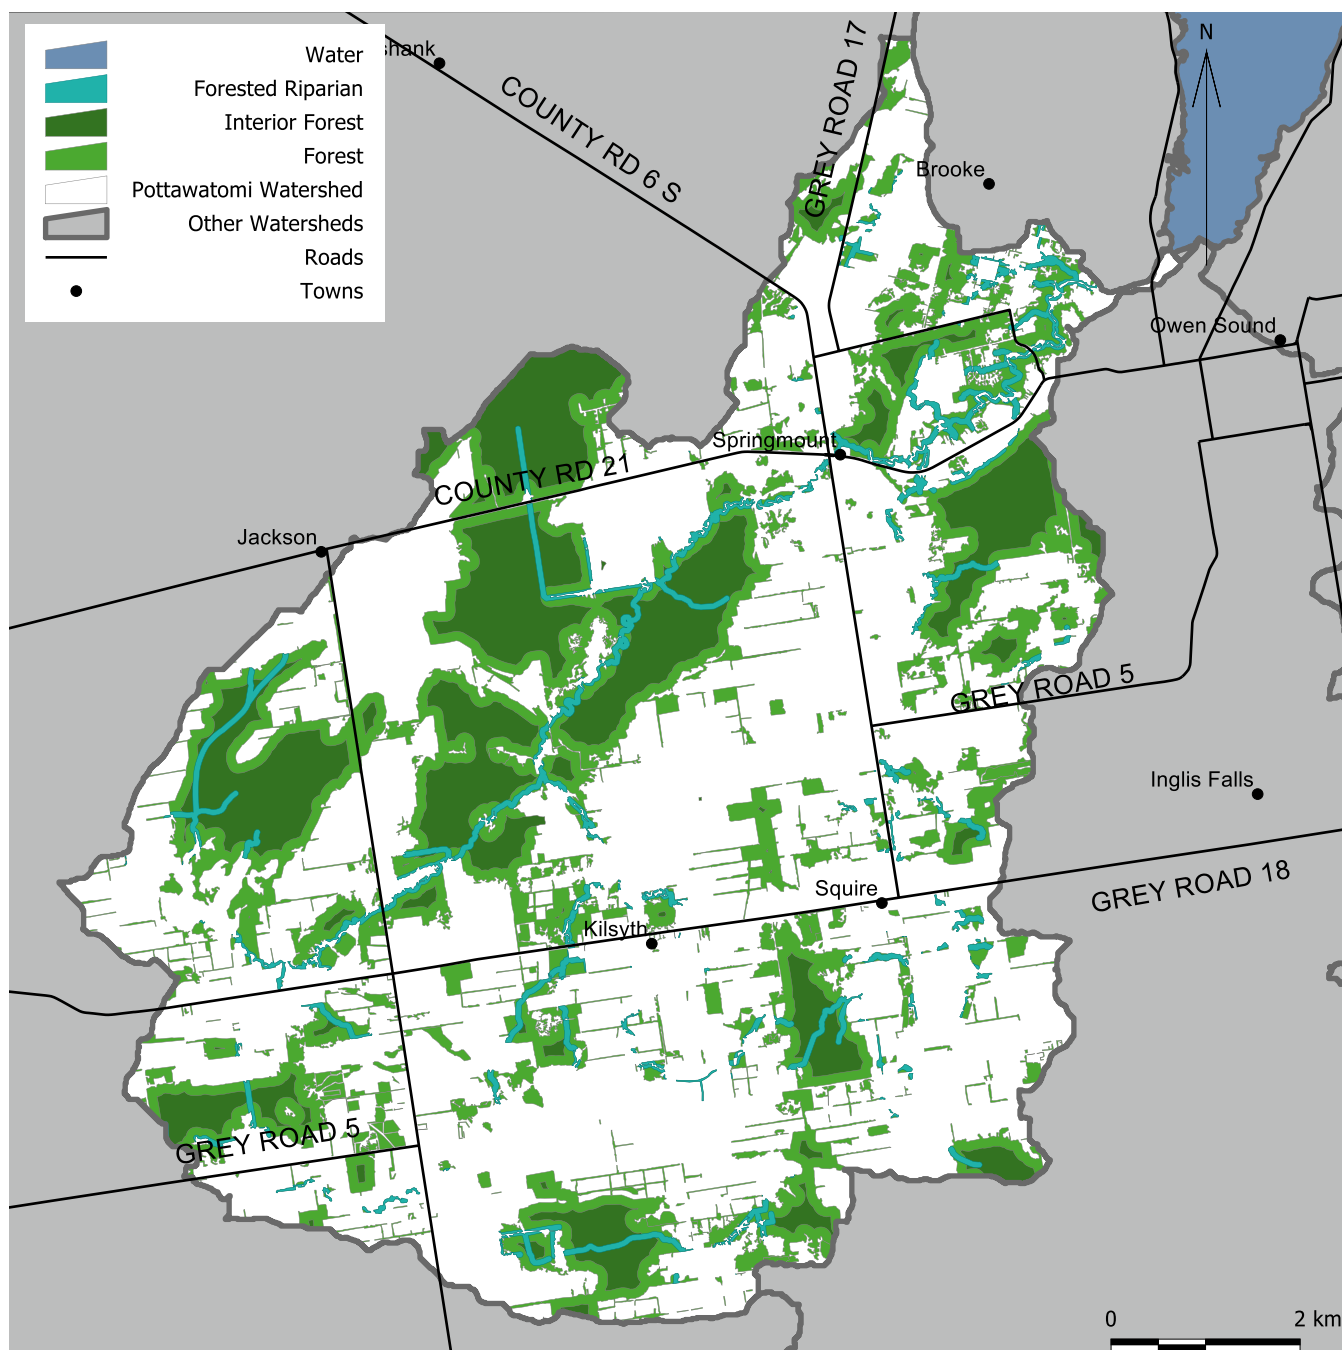 Water
Forested Riparian
Interior Forest
Forest
Pottawatomi Watershed
Other Watersheds
Roads
Towns
shank
COUNTY RD 6 S
GREY ROAD 17
N
Brooke
Owen Sound
Springmount
COUNTY RD 21
Jackson
GREY ROAD 5
Inglis Falls
Squire
GREY ROAD 18
Kilsyth
GREY ROAD 5
0 2 km